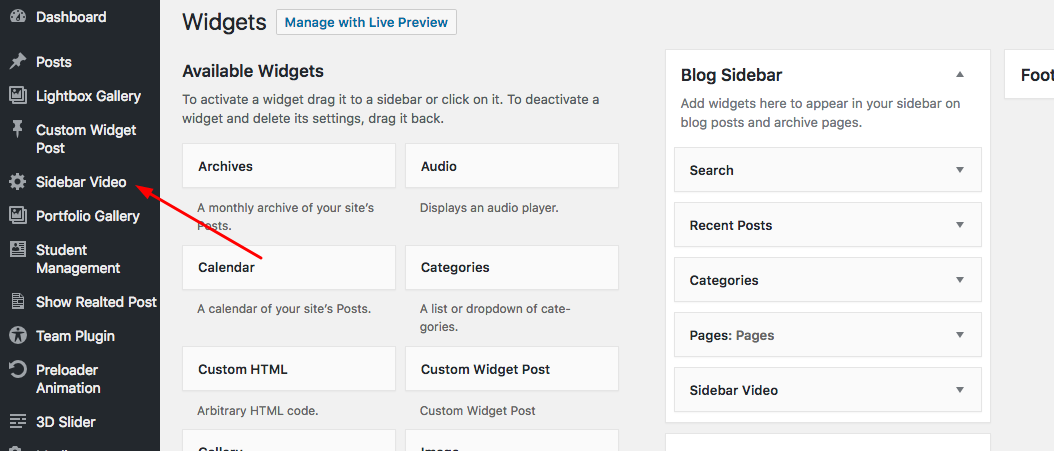 Dashboard
Posts
Lightbox Gallery
Custom Widget
Post
Sidebar Video
Portfolio Gallery
Student
Management
Show Realted Post
Team Plugin
Preloader
Animation
3D Slider
Widgets
Manage with Live Preview
Available Widgets
To activate a widget drag it to a sidebar or click on it. To deactivate a
widget and delete its settings, drag it back.
Archives
Audio
A monthly archive of your site's
Posts.
Displays an audio player.
Calendar
Categories
A calendar of your site's Posts.
A list or dropdown of cate-
gories.
Custom HTML
Custom Widget Post
Arbitrary HTML code.
Custom Widget Post
Gallery
Image
Blog Sidebar
Add widgets here to appear in your sidebar on
blog posts and archive pages.
Search
Recent Posts
Categories
Pages: Pages
Sidebar Video
Foot